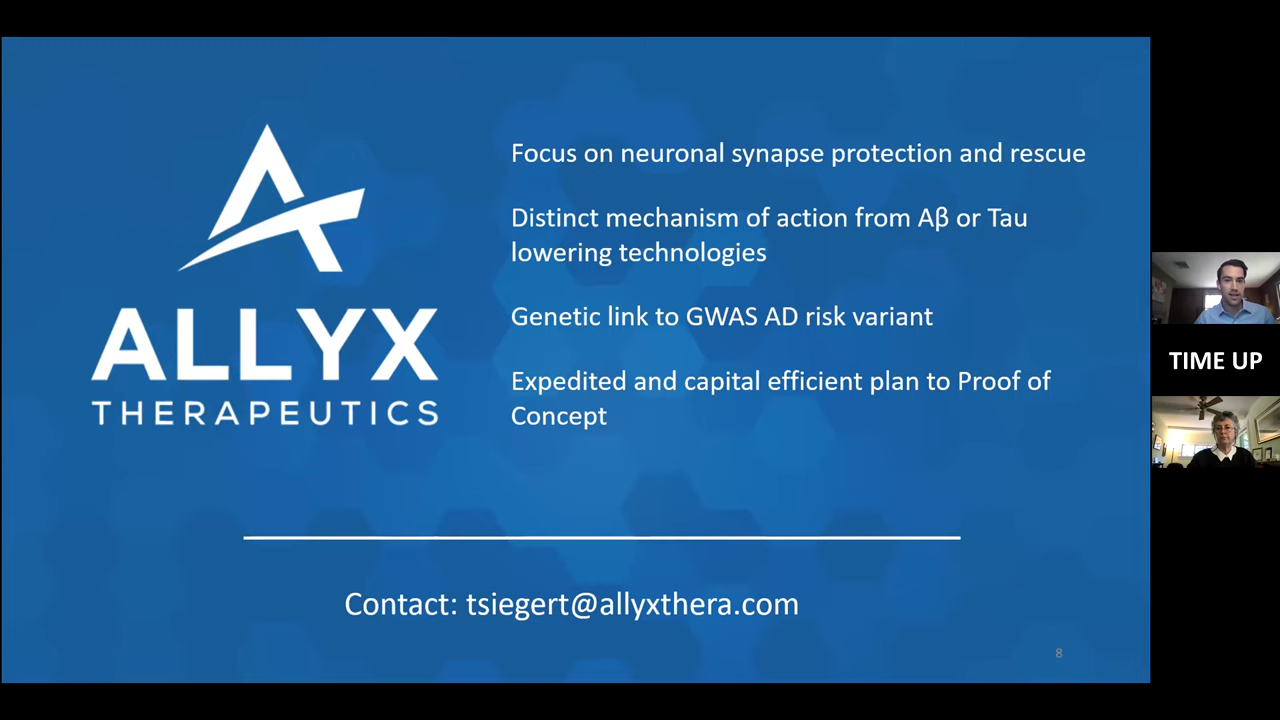 ALLYX
THERAPEUTICS
Focus on neuronal synapse protection and rescue
Distinct mechanism of action from Aβ or Tau
lowering technologies
Genetic link to GWAS AD risk variant
Expedited and capital efficient plan to Proof of
Concept
Contact: tsiegert@allyxthera.com
8
TIME UP